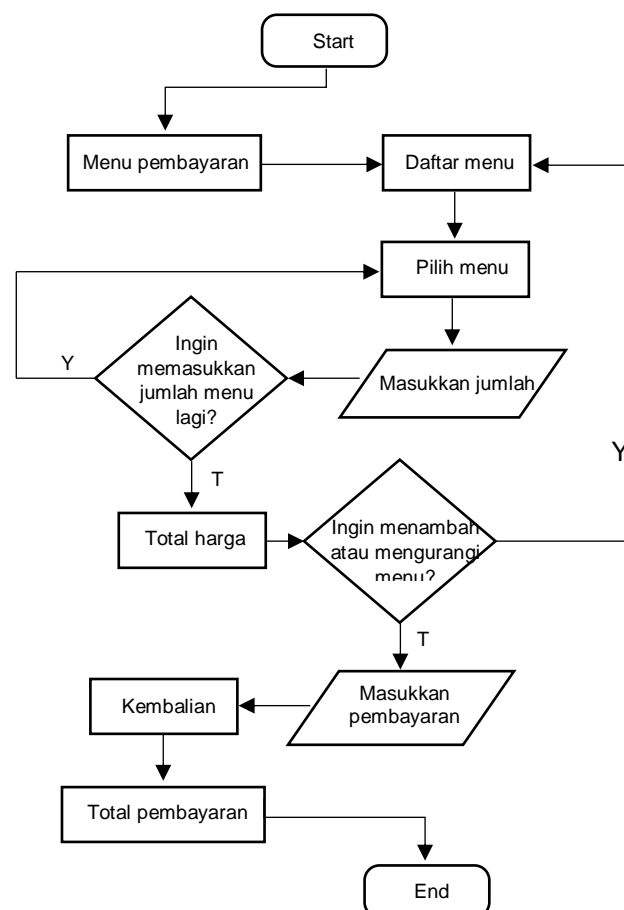 Start
Menu pembayaran
Daftar menu
Pilih menu
Ingin
memasukkan
jumlah menu
lagi?
Y
Masukkan jumlah
T
Y
Total harga
Ingin menambah
atau mengurangi
menu?
T
Masukkan
pembayaran
Kembalian
Total pembayaran
End